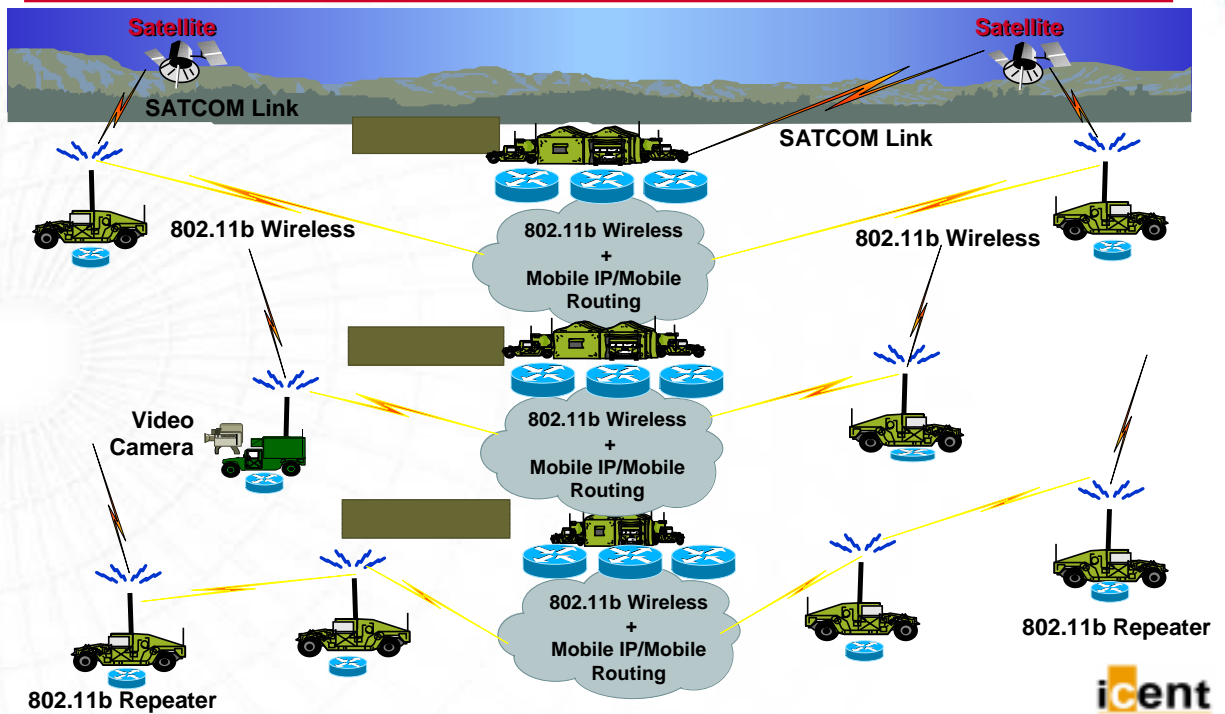 Satellite
Satellite
SATCOM Link
SATCOM Link
802.11b Wireless
802.11b Wireless
+
Mobile IP/Mobile
Routing
802.11b Wireless
Video
Camera
802.11b Wireless
+
Mobile IP/Mobile
Routing
802.11b Wireless
+
Mobile IP/Mobile
Routing
802.11b Repeater
802.11b Repeater
icent